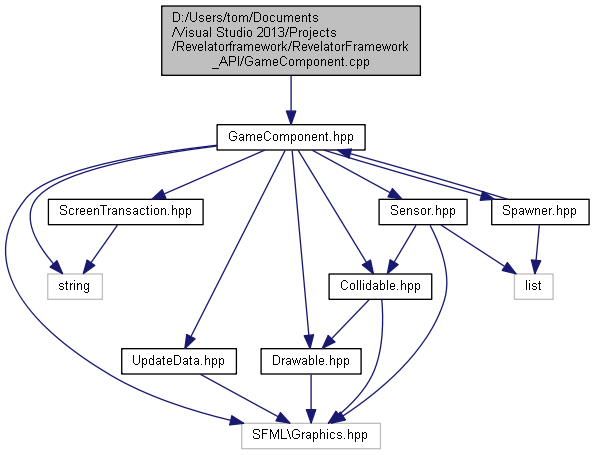 D:/Users/tom/Documents
/Visual Studio 2013/Projects
/Revelatorframework/RevelatorFramework
_API/GameComponent.cpp
GameComponent.hpp
ScreenTransaction.hpp
Sensor.hpp
Spawner.hpp
string
Collidable.hpp
list
UpdateData.hpp
Drawable.hpp
SFML\Graphics.hpp